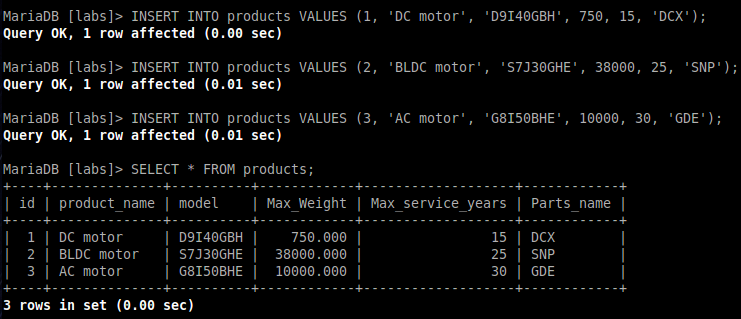 MariaDB [labs]> INSERT INTO products VALUES (1, 'DC motor', 'D9I40GBH', 750, 15, 'DCX');
Query OK, 1 row affected (0.00 sec)
MariaDB [labs]> INSERT INTO products VALUES (2, 'BLDC motor', 'S7J30GHE', 38000, 25, 'SNP');
Query OK, 1 row affected (0.01 sec)
MariaDB [labs]> INSERT INTO products VALUES (3, 'AC motor', 'G8I50BHE', 10000, 30, 'GDE');
Query OK, 1 row affected (0.01 sec)
MariaDB [labs]> SELECT * FROM products;
+----+--------------+----------+------------+-------------------+------------+
| id | product_name | model    | Max_Weight | Max_service_years | Parts_name |
+----+--------------+----------+------------+-------------------+------------+
|  1 | DC motor     | D9I40GBH |    750.000 |                15 | DCX        |
|  2 | BLDC motor   | S7J30GHE |  38000.000 |                25 | SNP        |
|  3 | AC motor     | G8I50BHE |  10000.000 |                30 | GDE        |
+----+--------------+----------+------------+-------------------+------------+
3 rows in set (0.00 sec)